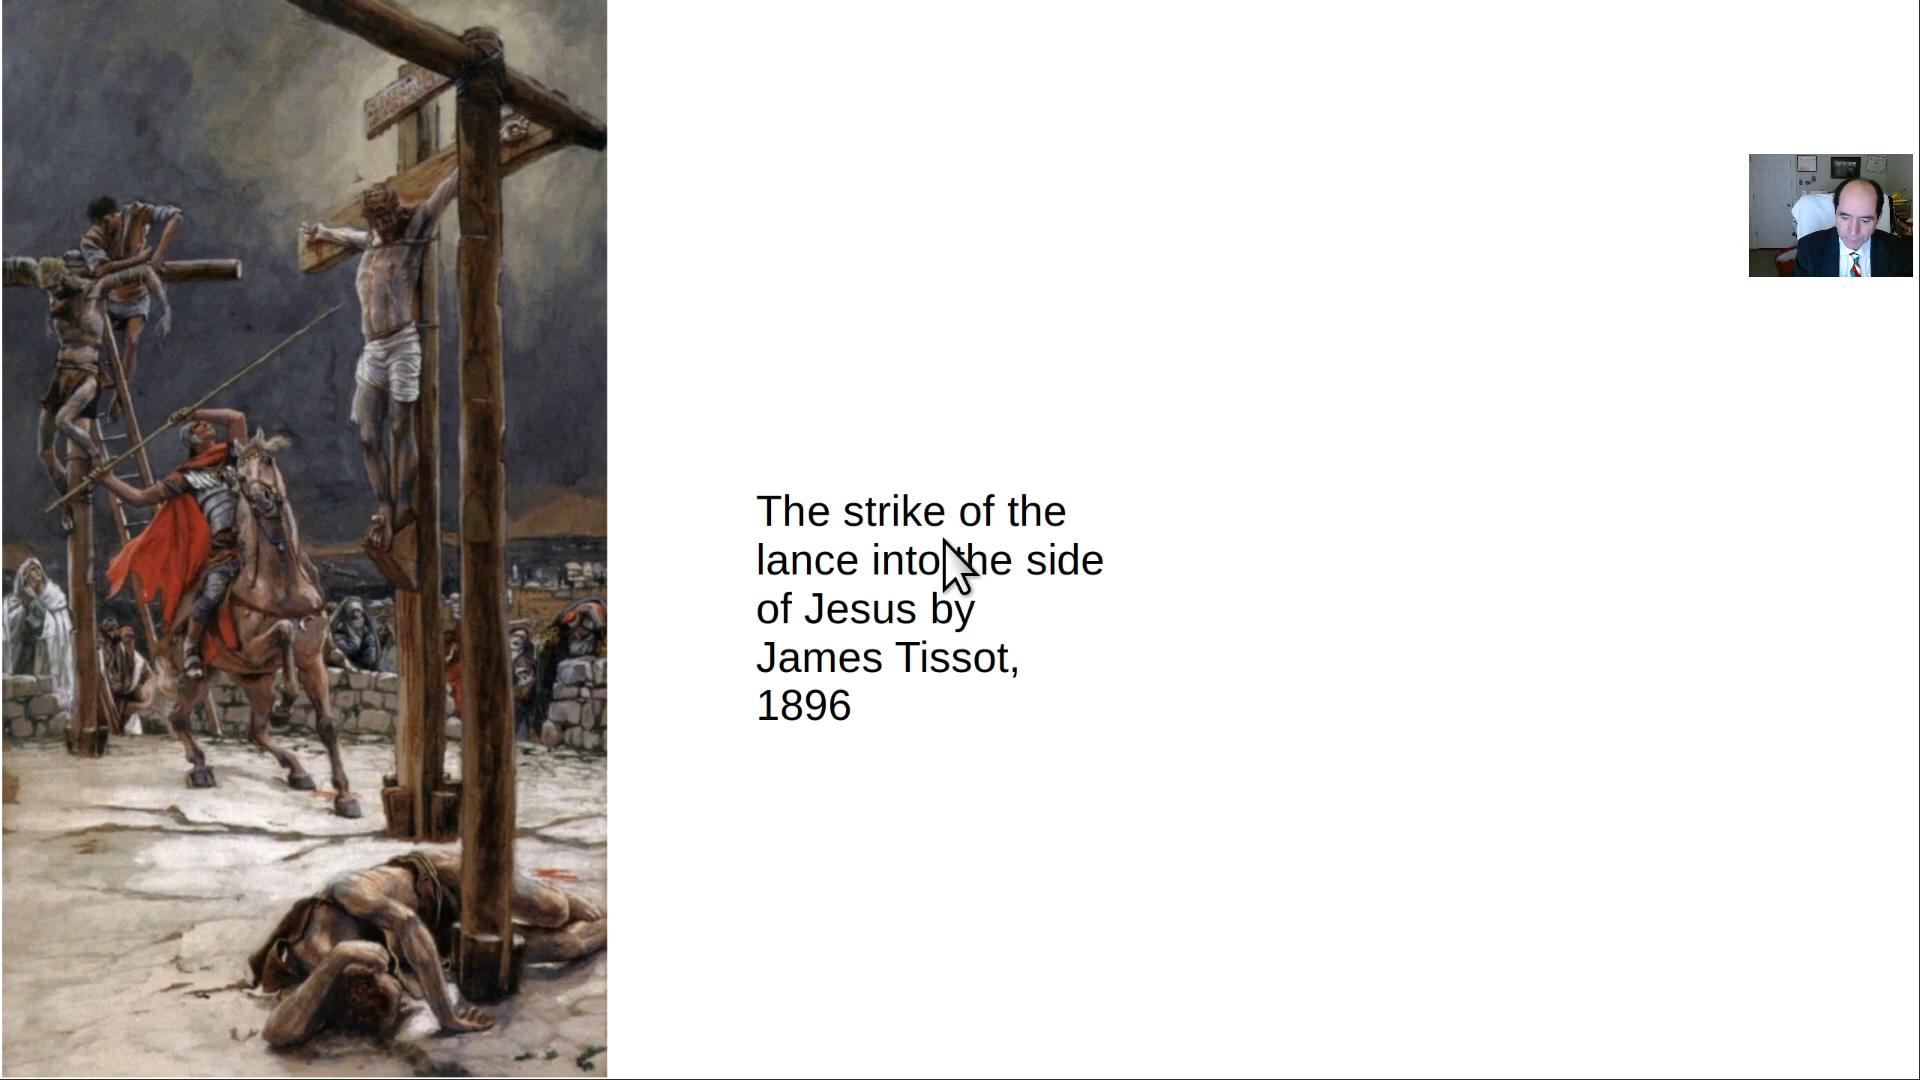 The strike of the
lance into the side
of Jesus by
James Tissot,
1896